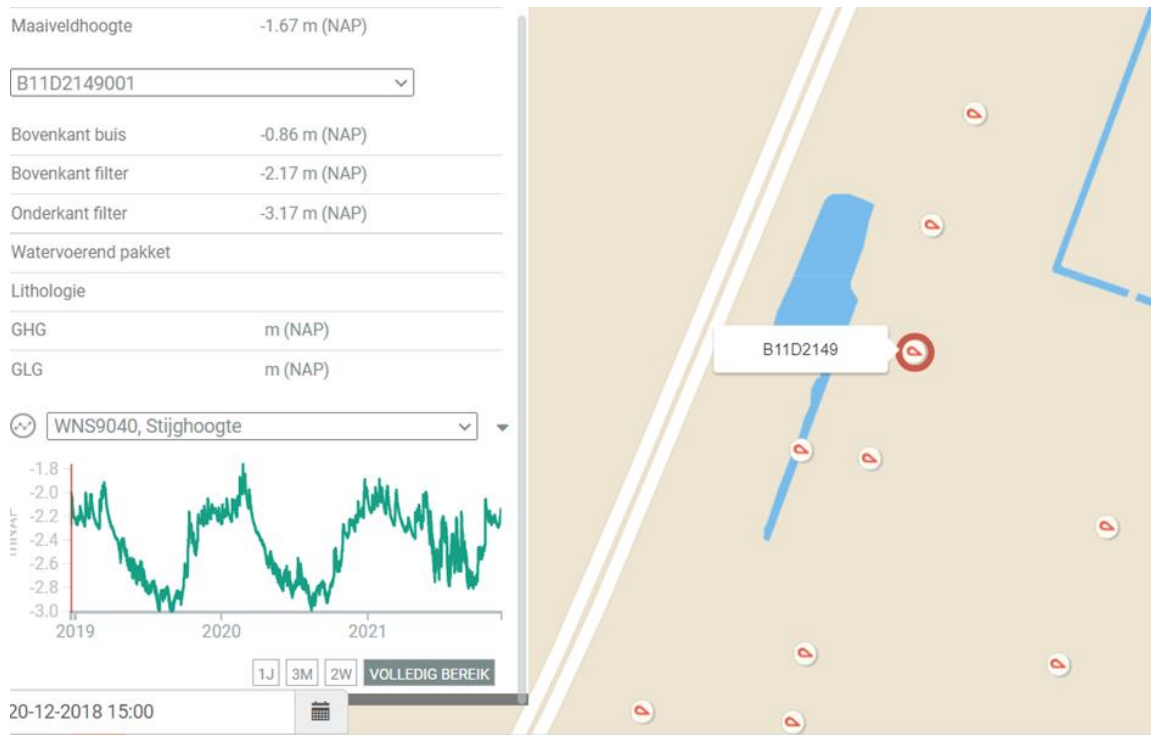 Maaiveldhoogte -1.67 m (NAP)
B11D2149001
Bovenkant buis -0.86 m (NAP)
Bovenkant filter -2.17 m (NAP)
Onderkant filter -3.17 m (NAP)
Watervoerend pakket
Lithologie
GHG m (NAP)
GLG m (NAP)
WNS9040, Stijghoogte
-1.8
-2.0
-2.2
-2.4
-2.6
-2.8
-3.0
2019 2020 2021
1J 3M 2W VOLLEDIG BEREIK
20-12-2018 15:00
B11D2149